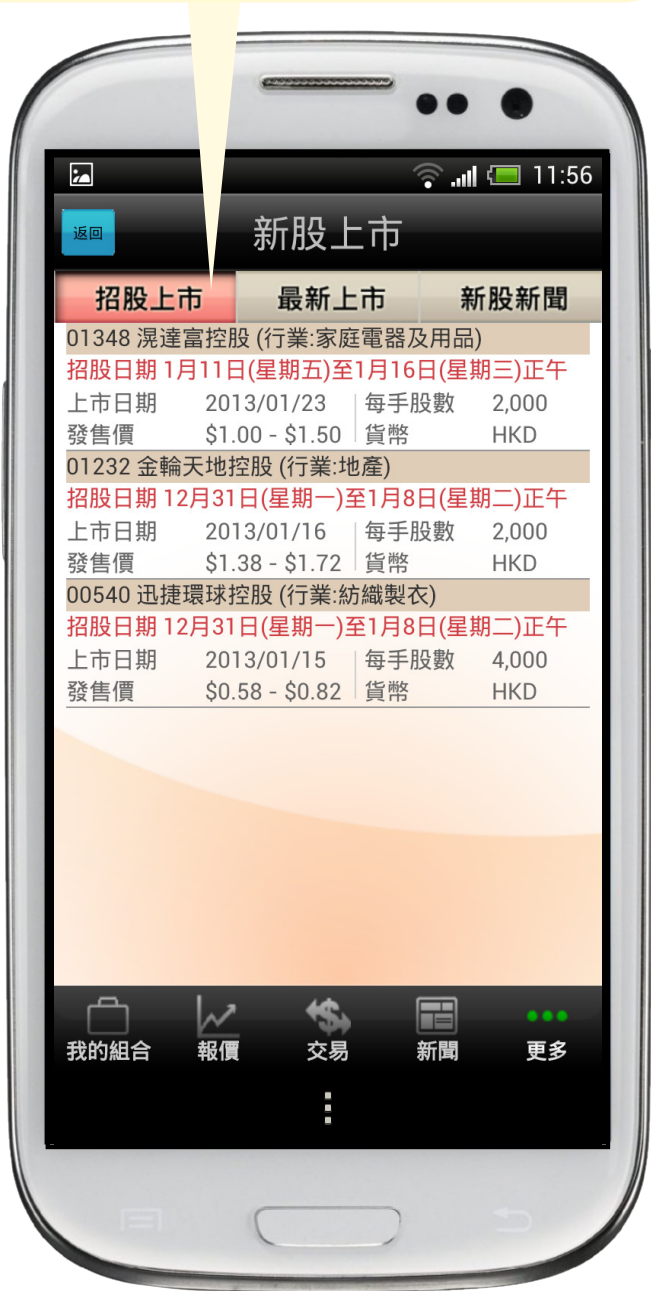 11:56
返回
新股上市
招股上市 最新上市 新股新聞
01348 滉達富控股 (行業:家庭電器及用品)
招股日期 1月11日(星期五)至1月16日(星期三)正午
上市日期 2013/01/23 每手股數 2,000
發售價 $1.00 - $1.50 貨幣 HKD
01232 金輪天地控股 (行業:地產)
招股日期 12月31日(星期一)至1月8日(星期二)正午
上市日期 2013/01/16 每手股數 2,000
發售價 $1.38 - $1.72 貨幣 HKD
00540 迅捷環球控股 (行業:紡織製衣)
招股日期 12月31日(星期一)至1月8日(星期二)正午
上市日期 2013/01/15 每手股數 4,000
發售價 $0.58 - $0.82 貨幣 HKD
我的組合 報價 交易 新聞 更多